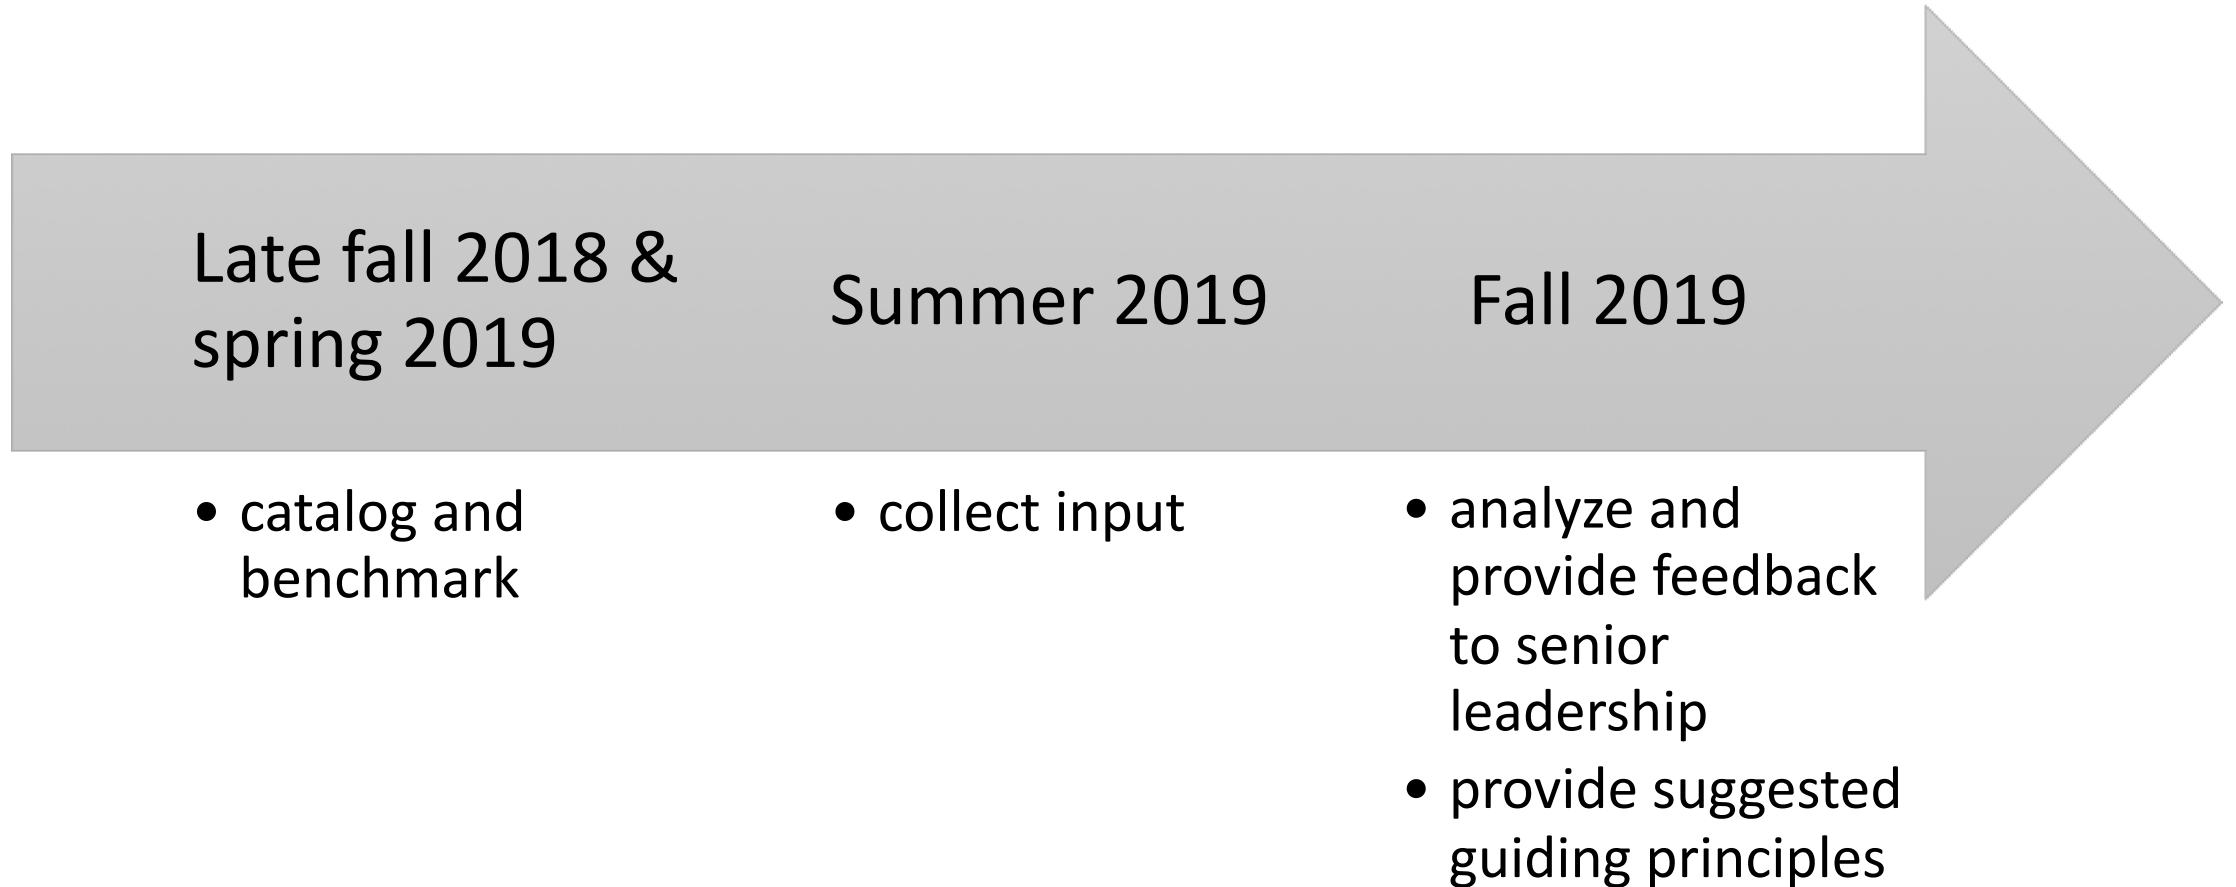 Late fall 2018 &
spring 2019
• catalog and
benchmark
Summer 2019
• collect input
Fall 2019
• analyze and
provide feedback
to senior
leadership
• provide suggested
guiding principles